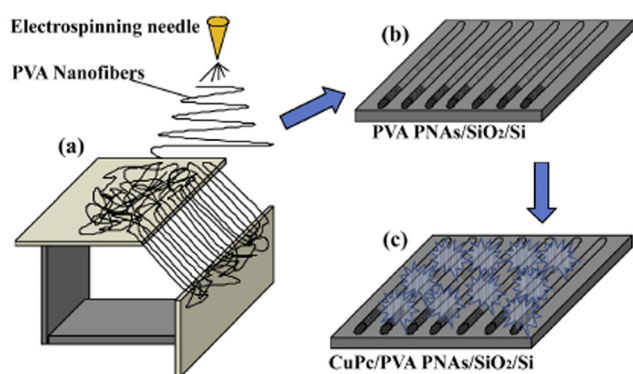 Electrospinning needle
PVA Nanofibers
(a)
(b)
PVA PNAs/SiO₂/Si
(c)
CuPc/PVA PNAs/SiO₂/Si